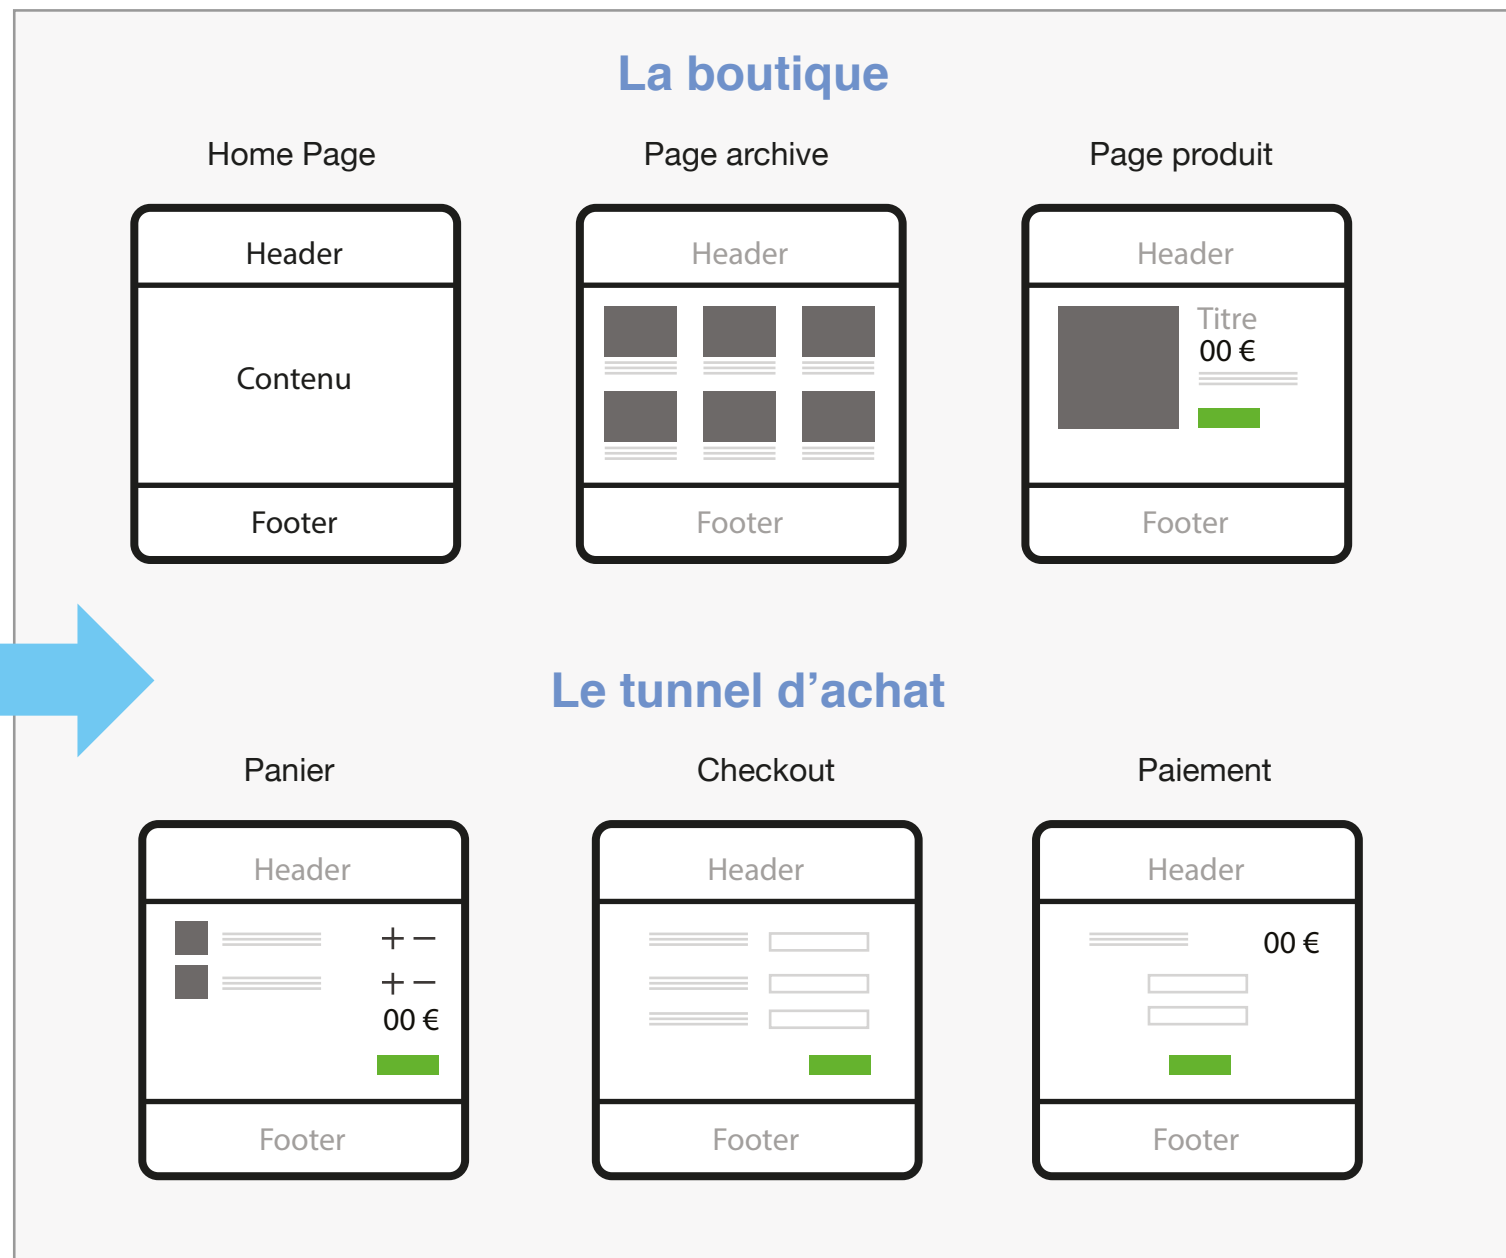 La boutique
Home Page
Page archive
Page produit
Header
Contenu
Footer
Header
Footer
Header
Titre
00 €
Footer
Le tunnel d’achat
Panier
Checkout
Paiement
Header
+ −
+ −
00 €
Footer
Header
Footer
Header
00 €
Footer